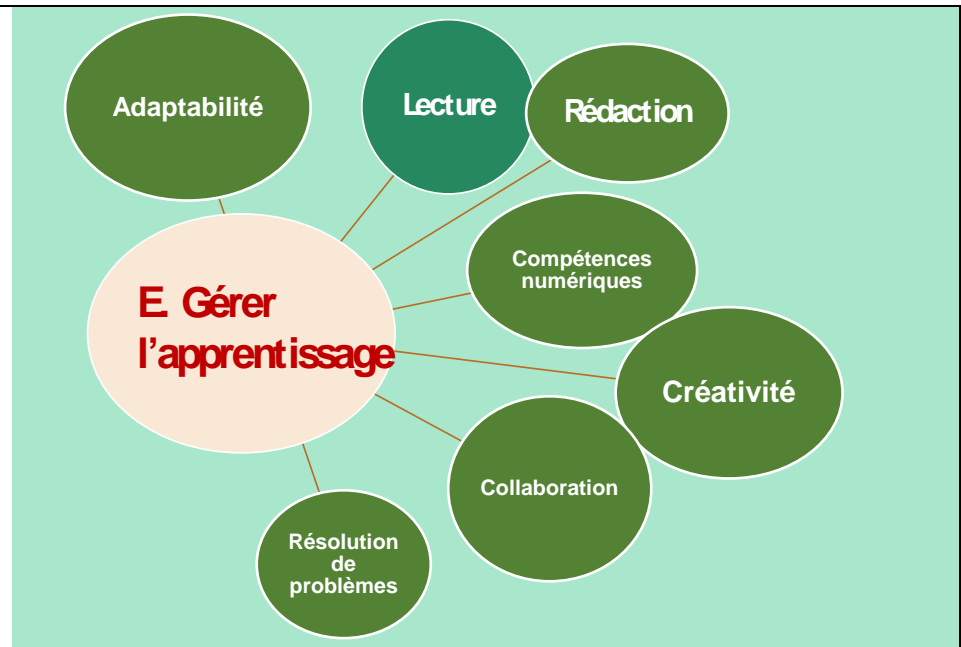 Adaptabilité
Lecture
Rédaction
Compétences
numériques
E. Gérer
l’apprentissage
Créativité
Collaboration
Résolution
de
problèmes